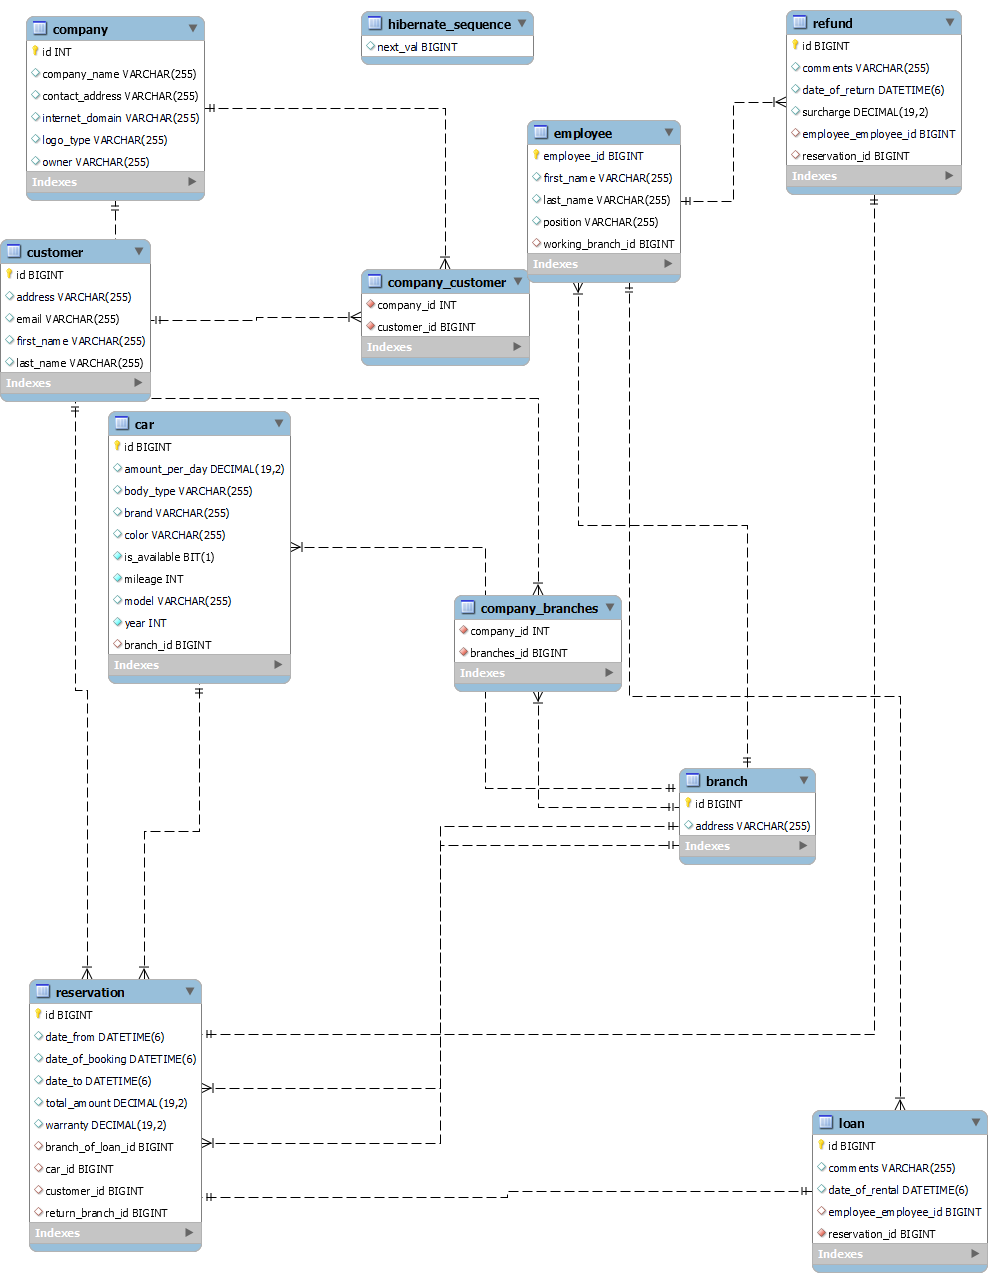 company
id INT
company_name VARCHAR(255)
contact_address VARCHAR(255)
internet_domain VARCHAR(255)
logo_type VARCHAR(255)
owner VARCHAR(255)
Indexes
hibernate_sequence
next_val BIGINT
refund
id BIGINT
comments VARCHAR(255)
date_of_return DATETIME(6)
surcharge DECIMAL(19,2)
employee_employee_id BIGINT
reservation_id BIGINT
Indexes
employee
employee_id BIGINT
first_name VARCHAR(255)
last_name VARCHAR(255)
position VARCHAR(255)
working_branch_id BIGINT
Indexes
customer
id BIGINT
address VARCHAR(255)
email VARCHAR(255)
first_name VARCHAR(255)
last_name VARCHAR(255)
Indexes
company_customer
company_id INT
customer_id BIGINT
Indexes
car
id BIGINT
amount_per_day DECIMAL(19,2)
body_type VARCHAR(255)
brand VARCHAR(255)
color VARCHAR(255)
is_available BIT(1)
mileage INT
model VARCHAR(255)
year INT
branch_id BIGINT
Indexes
company_branches
company_id INT
branches_id BIGINT
Indexes
branch
id BIGINT
address VARCHAR(255)
Indexes
reservation
id BIGINT
date_from DATETIME(6)
date_of_booking DATETIME(6)
date_to DATETIME(6)
total_amount DECIMAL(19,2)
warranty DECIMAL(19,2)
branch_of_loan_id BIGINT
car_id BIGINT
customer_id BIGINT
return_branch_id BIGINT
Indexes
loan
id BIGINT
comments VARCHAR(255)
date_of_rental DATETIME(6)
employee_employee_id BIGINT
reservation_id BIGINT
Indexes